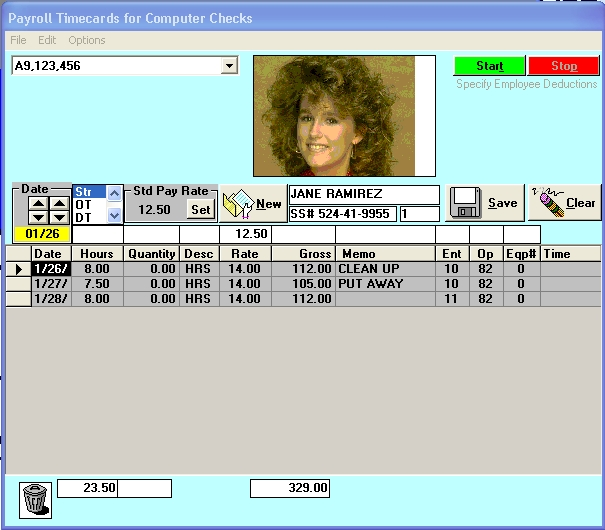 Payroll Timecards for Computer Checks
File Edit Options
A9,123,456
Start Stop
Specify Employee Deductions
Date Str OT DT Std Pay Rate 12.50 Set New JANE RAMIREZ SS# 524-41-9955 1 Save Clear
01/26 12.50
Date Hours Quantity Desc Rate Gross Memo Ent Op Eqp# Time
1/26/ 8.00 0.00 HRS 14.00 112.00 CLEAN UP 10 82 0
1/27/ 7.50 0.00 HRS 14.00 105.00 PUT AWAY 10 82 0
1/28/ 8.00 0.00 HRS 14.00 112.00 11 82 0
23.50 329.00